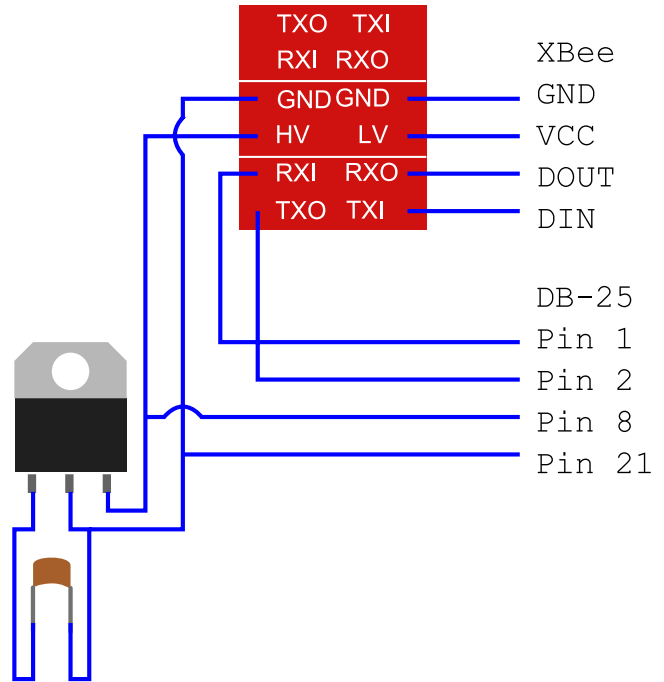 TXO TXI
RXI RXO
GND GND
HV LV
RXI RXO
TXO TXI
XBee
GND
VCC
DOUT
DIN
DB-25
Pin 1
Pin 2
Pin 8
Pin 21